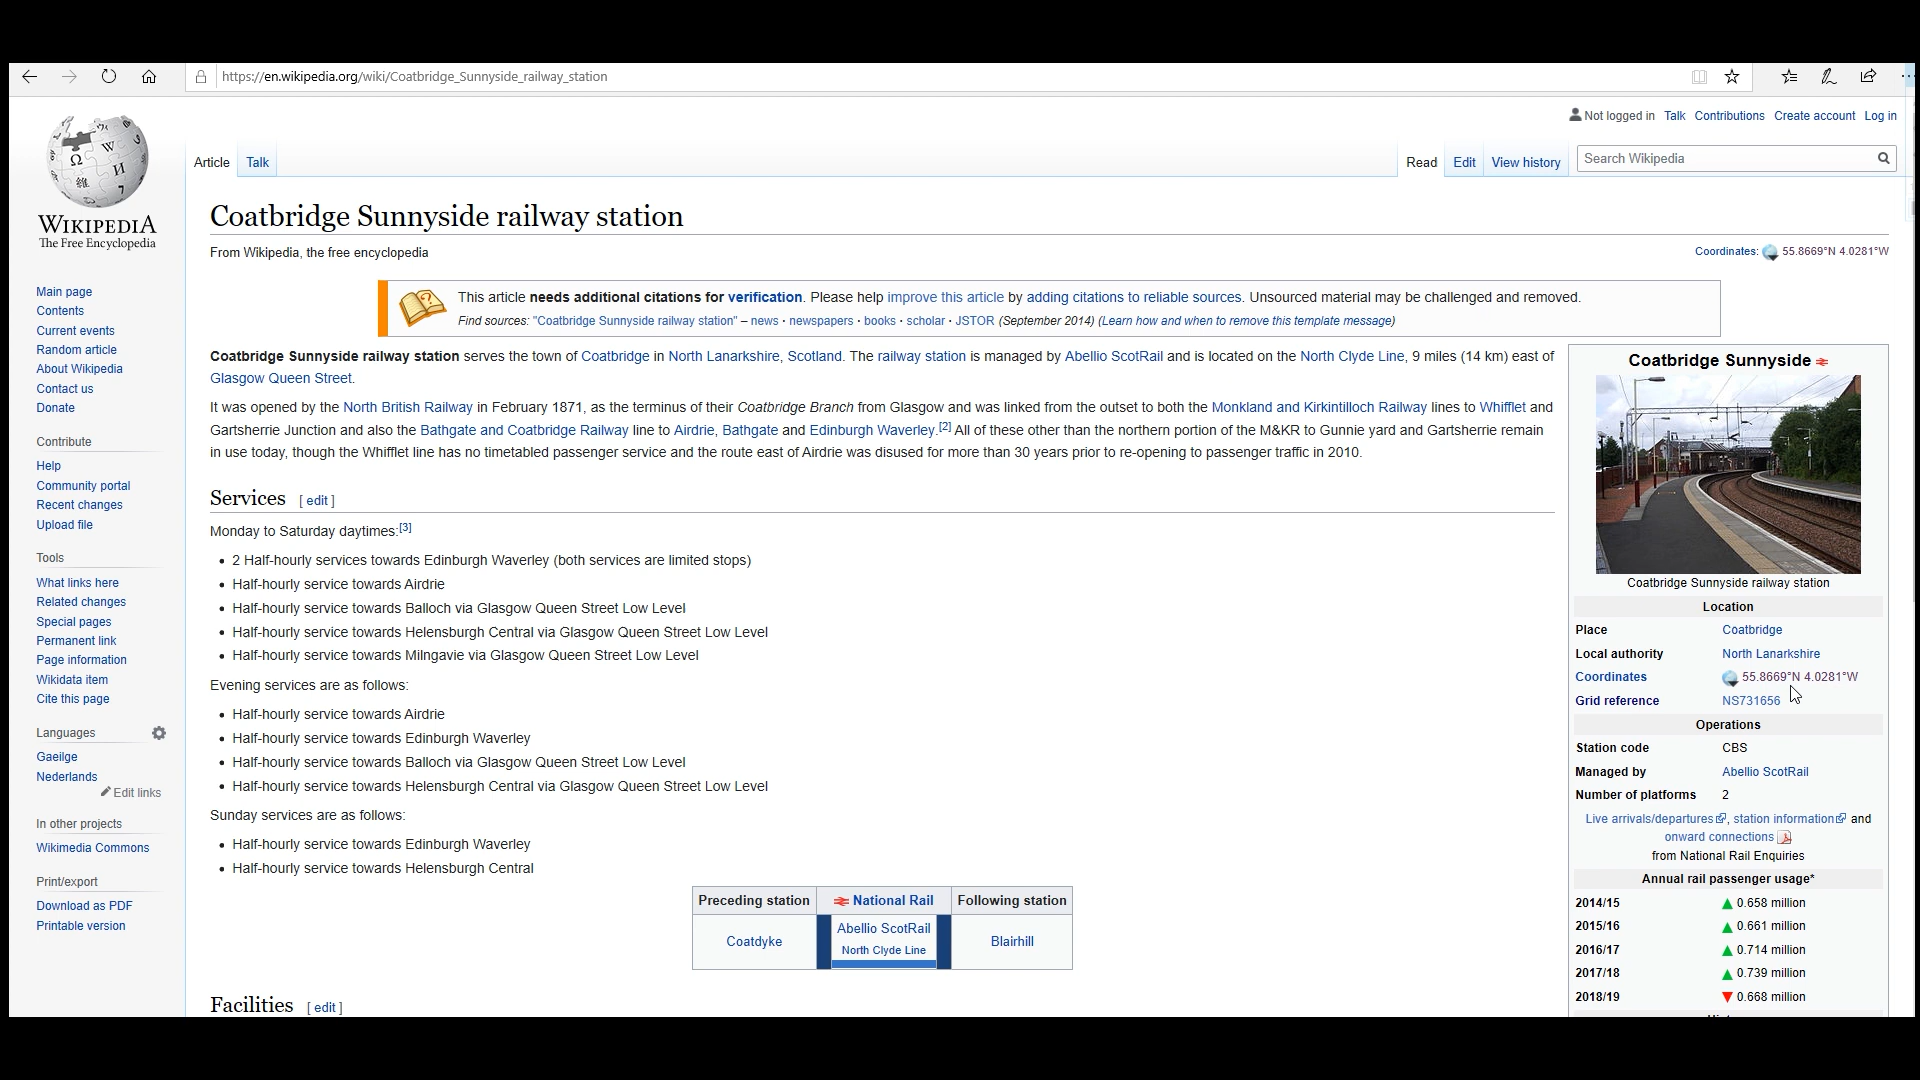 https://en.wikipedia.org/wiki/Coatbridge_Sunnyside_railway_station
Not logged in Talk Contributions Create account Log in
Article Talk Read Edit View history Search Wikipedia
WIKIPEDIA
The Free Encyclopedia
Main page
Contents
Current events
Random article
About Wikipedia
Contact us
Donate
Contribute
Help
Community portal
Recent changes
Upload file
Tools
What links here
Related changes
Special pages
Permanent link
Page information
Wikidata item
Cite this page
Languages
Gaeilge
Nederlands
Edit links
In other projects
Wikimedia Commons
Print/export
Download as PDF
Printable version
Coatbridge Sunnyside railway station
From Wikipedia, the free encyclopedia
Coordinates: 55.8669°N 4.0281°W
This article needs additional citations for verification. Please help improve this article by adding citations to reliable sources. Unsourced material may be challenged and removed.
Find sources: "Coatbridge Sunnyside railway station" – news · newspapers · books · scholar · JSTOR (September 2014) (Learn how and when to remove this template message)
Coatbridge Sunnyside railway station serves the town of Coatbridge in North Lanarkshire, Scotland. The railway station is managed by Abellio ScotRail and is located on the North Clyde Line, 9 miles (14 km) east of
Glasgow Queen Street.
It was opened by the North British Railway in February 1871, as the terminus of their Coatbridge Branch from Glasgow and was linked from the outset to both the Monkland and Kirkintilloch Railway lines to Whifflet and
Gartsherrie Junction and also the Bathgate and Coatbridge Railway line to Airdrie, Bathgate and Edinburgh Waverley.[2] All of these other than the northern portion of the M&KR to Gunnie yard and Gartsherrie remain
in use today, though the Whifflet line has no timetabled passenger service and the route east of Airdrie was disused for more than 30 years prior to re-opening to passenger traffic in 2010.
Services [ edit ]
Monday to Saturday daytimes:[3]
• 2 Half-hourly services towards Edinburgh Waverley (both services are limited stops)
• Half-hourly service towards Airdrie
• Half-hourly service towards Balloch via Glasgow Queen Street Low Level
• Half-hourly service towards Helensburgh Central via Glasgow Queen Street Low Level
• Half-hourly service towards Milngavie via Glasgow Queen Street Low Level
Evening services are as follows:
• Half-hourly service towards Airdrie
• Half-hourly service towards Edinburgh Waverley
• Half-hourly service towards Balloch via Glasgow Queen Street Low Level
• Half-hourly service towards Helensburgh Central via Glasgow Queen Street Low Level
Sunday services are as follows:
• Half-hourly service towards Edinburgh Waverley
• Half-hourly service towards Helensburgh Central
Preceding station National Rail Following station
Coatdyke Abellio ScotRail Blairhill
North Clyde Line
Facilities [ edit ]
Coatbridge Sunnyside
Coatbridge Sunnyside railway station
Location
Place Coatbridge
Local authority North Lanarkshire
Coordinates 55.8669°N 4.0281°W
Grid reference NS731656
Operations
Station code CBS
Managed by Abellio ScotRail
Number of platforms 2
Live arrivals/departures, station information and
onward connections
from National Rail Enquiries
Annual rail passenger usage*
2014/15 ▲ 0.658 million
2015/16 ▲ 0.661 million
2016/17 ▲ 0.714 million
2017/18 ▲ 0.739 million
2018/19 ▼ 0.668 million